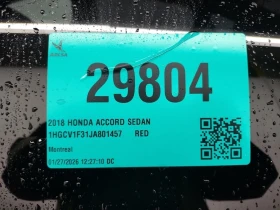 29804
2018 HONDA ACCORD SEDAN
1HGCV1F31JA801457 RED
Montreal
01/27/2026 12:27:10 DC